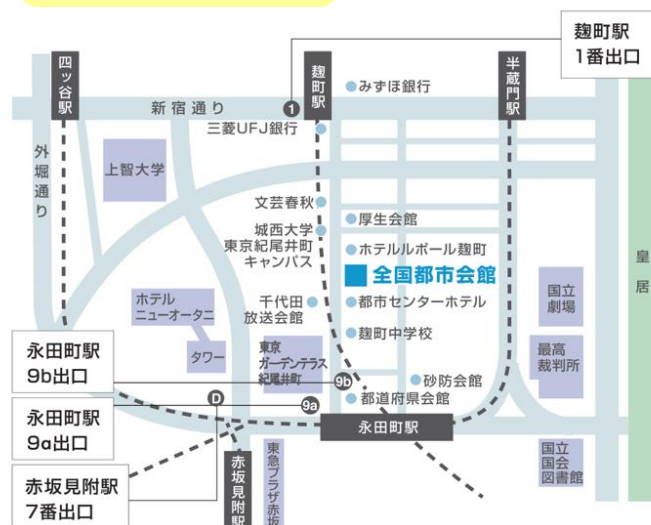 麹町駅
1番出口
四ッ谷駅
麹町駅
半蔵門駅
みずほ銀行
新宿通り
1
三菱UFJ銀行
外堀通り
上智大学
文芸春秋
厚生会館
城西大学
東京紀尾井町
キャンパス
ホテルルポール麹町
皇居
全国都市会館
ホテル
ニューオータニ
千代田
放送会館
都市センターホテル
国立
劇場
タワー
東京
ガーデンテラス
紀尾井町
麹町中学校
最高
裁判所
永田町駅
9b出口
9b
砂防会館
D
9a
都道府県会館
永田町駅
9a出口
永田町駅
赤坂見附駅
7番出口
赤坂見附駅
東急プラザ赤坂
国立
国会
図書館